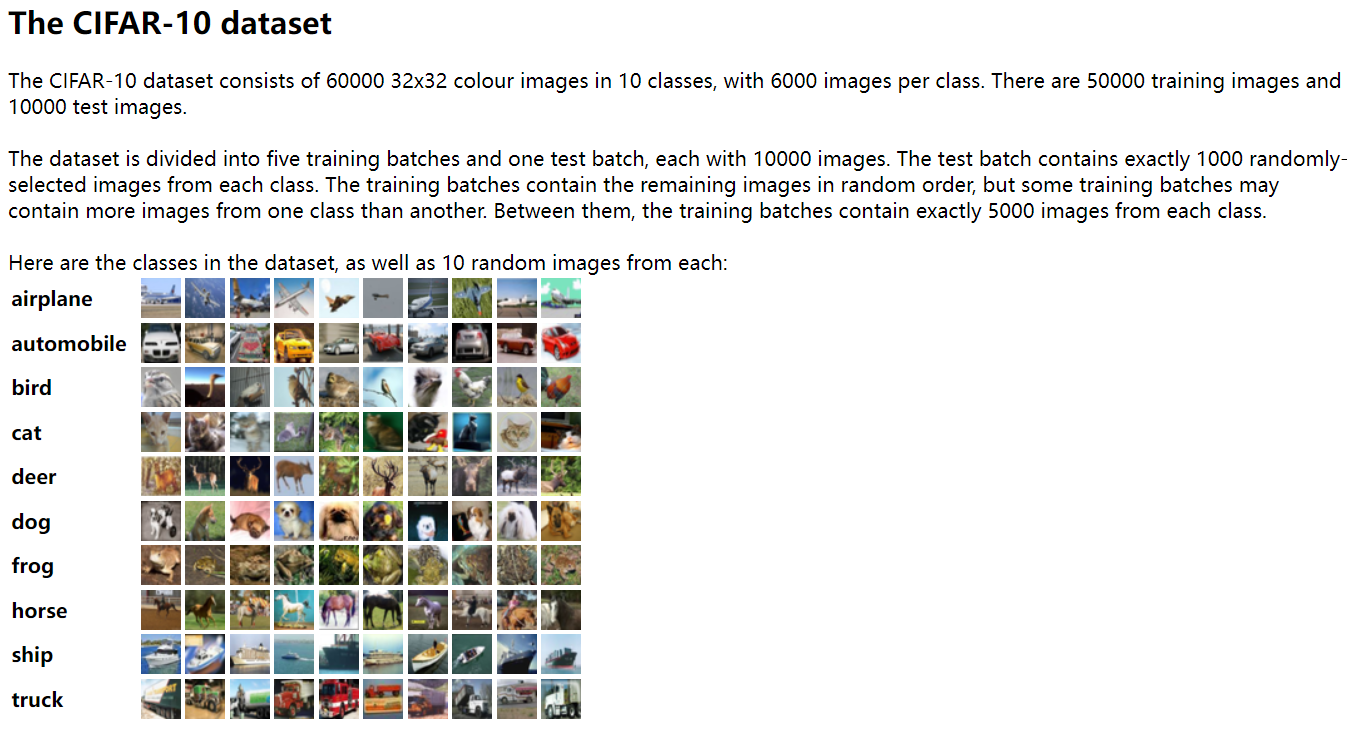 The CIFAR-10 dataset
The CIFAR-10 dataset consists of 60000 32x32 colour images in 10 classes, with 6000 images per class. There are 50000 training images and
10000 test images.
The dataset is divided into five training batches and one test batch, each with 10000 images. The test batch contains exactly 1000 randomly-
selected images from each class. The training batches contain the remaining images in random order, but some training batches may
contain more images from one class than another. Between them, the training batches contain exactly 5000 images from each class.
Here are the classes in the dataset, as well as 10 random images from each:
airplane
automobile
bird
cat
deer
dog
frog
horse
ship
truck